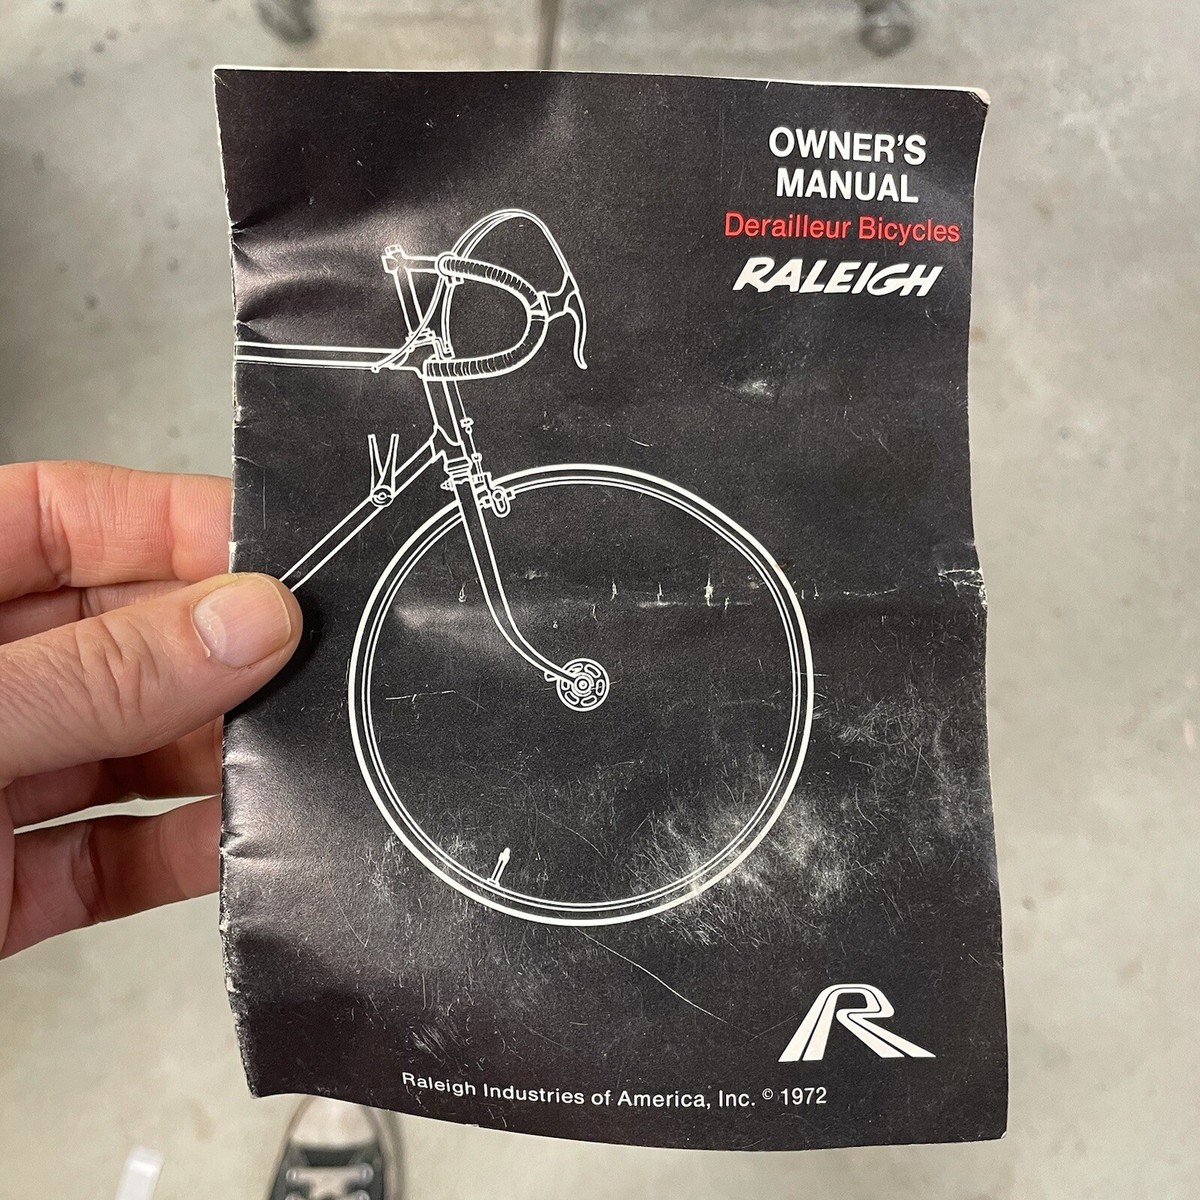 OWNER'S
MANUAL
Derailleur Bicycles
RALEIGH
R
Raleigh Industries of America, Inc. © 1972